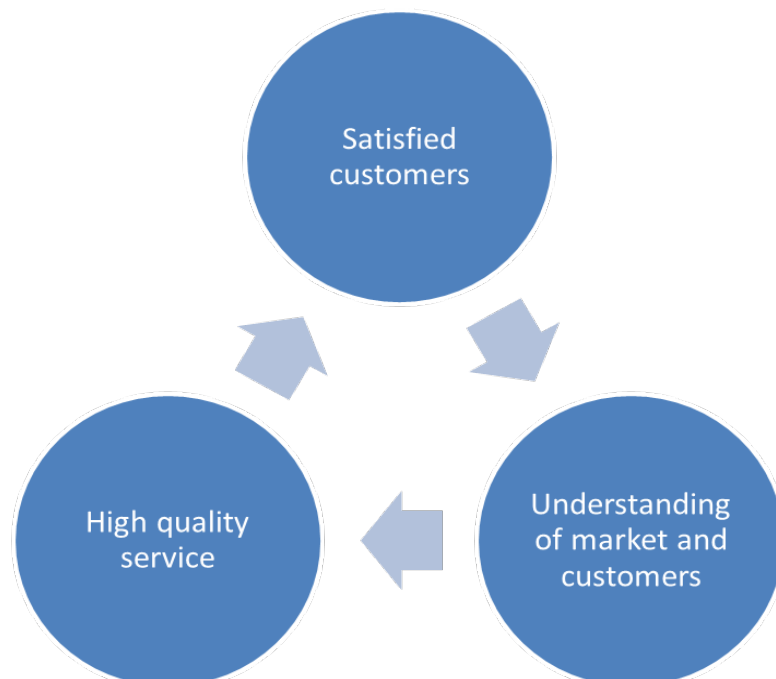 Satisfied
customers
High quality
service
Understanding
of market and
customers